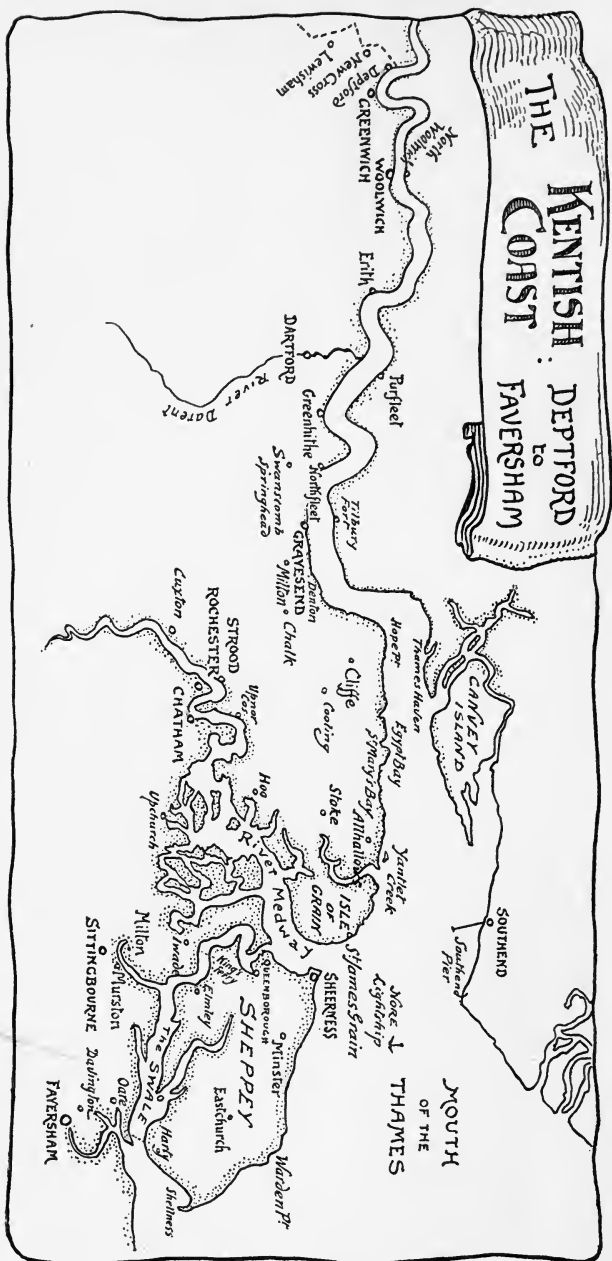 THE
KENTISH
COAST :
DEPTFORD
to
FAVERSHAM
Lewisham
New Cross
Deptford
GREENWICH
North
Woolwich
WOOLWICH
Erith
Purfleet
DARTFORD
River Darent
Greenhithe
Northfleet
Swanscomb
Springhead
Tilbury
Fort
GRAVESEND
Denton
Milton
Chalk
Hope Pt
Thameshaven
CANVEY
ISLAND
Cliffe
Cooling
Egypt Bay
St Mary's Bay
Allhallows
Stoke
Yantlet
Creek
ISLE
OF
GRAIN
St James Grain
SOUTHEND
Southend
Pier
Nore
Lightship
MOUTH
OF THE
THAMES
Cuxton
STROOD
ROCHESTER
CHATHAM
Upnor
Cas.
Hoo
Upchurch
River Medway
SHEERNESS
QUEENBOROUGH
Minster
SHEPPEY
Eastchurch
Warden Pt
Elmley
Iwade
Milton
SITTINGBOURNE
Murston
THE SWALE
Harty
Shellness
Davington
Oare
FAVERSHAM